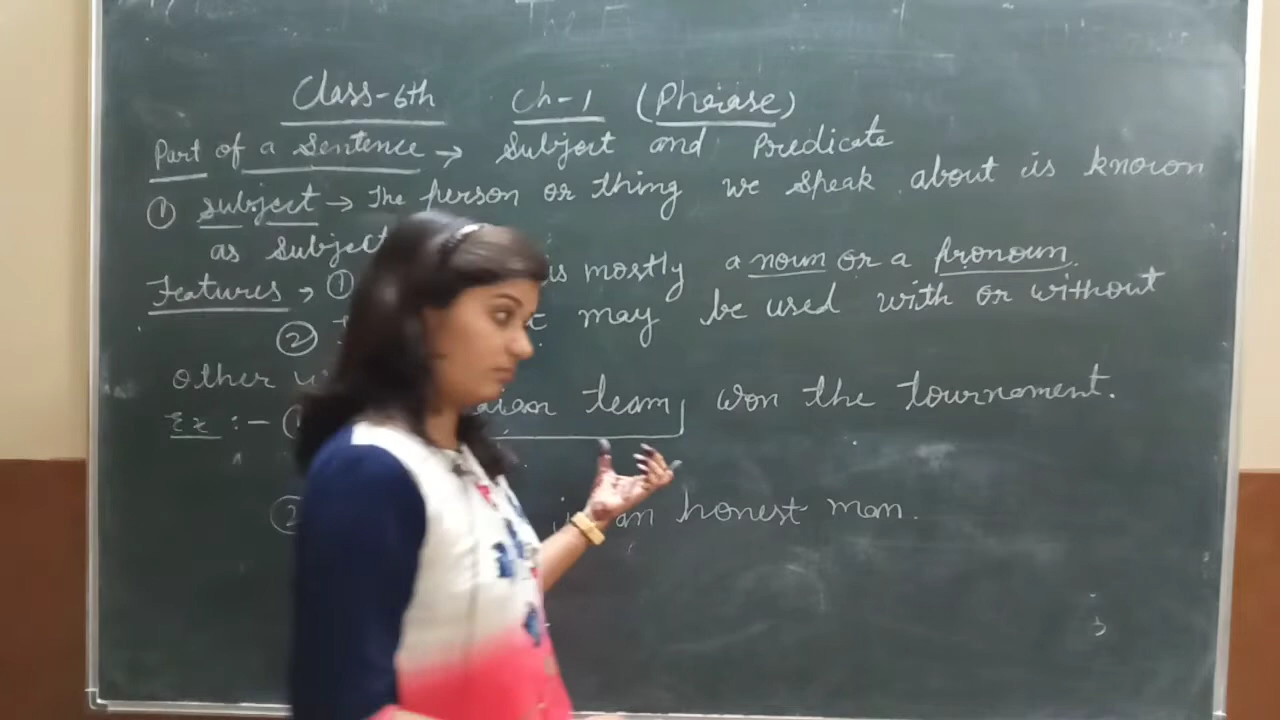 Class-6th Ch-1 (Phrase)
Part of a Sentence → Subject and Predicate
① Subject → The person or thing we speak about is known
as Subject
Features → ① is mostly a noun or a pronoun.
② may be used with or without
other
Ex :- team won the tournament.
② is an honest man.